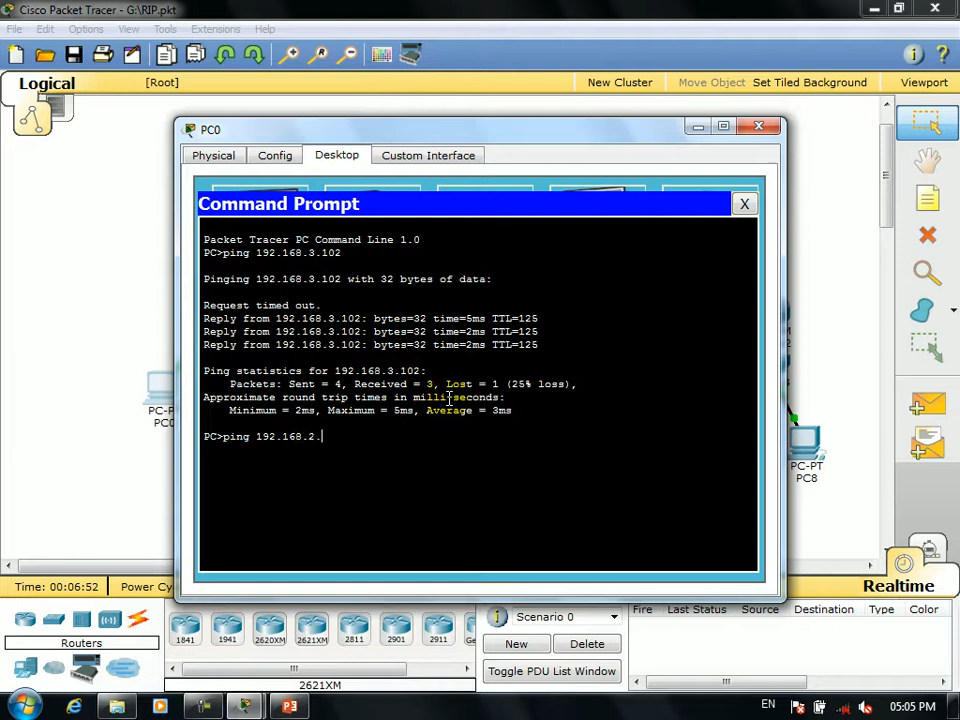 Cisco Packet Tracer - G:\RIP.pkt
File Edit Options View Tools Extensions Help
Logical [Root] New Cluster Move Object Set Tiled Background Viewport
PC0
Physical Config Desktop Custom Interface
Command Prompt X
Packet Tracer PC Command Line 1.0
PC>ping 192.168.3.102
Pinging 192.168.3.102 with 32 bytes of data:
Request timed out.
Reply from 192.168.3.102: bytes=32 time=5ms TTL=125
Reply from 192.168.3.102: bytes=32 time=2ms TTL=125
Reply from 192.168.3.102: bytes=32 time=2ms TTL=125
Ping statistics for 192.168.3.102:
Packets: Sent = 4, Received = 3, Lost = 1 (25% loss),
Approximate round trip times in milli-seconds:
Minimum = 2ms, Maximum = 5ms, Average = 3ms
PC>ping 192.168.2.
PC-P
PC0
PC-PT
PC8
Time: 00:06:52 Power Cy
Realtime
Routers
1841 1941 2620XM 2621XM 2811 2901 2911 Ge
2621XM
Scenario 0
New Delete
Toggle PDU List Window
Fire Last Status Source Destination Type Color
EN 05:05 PM